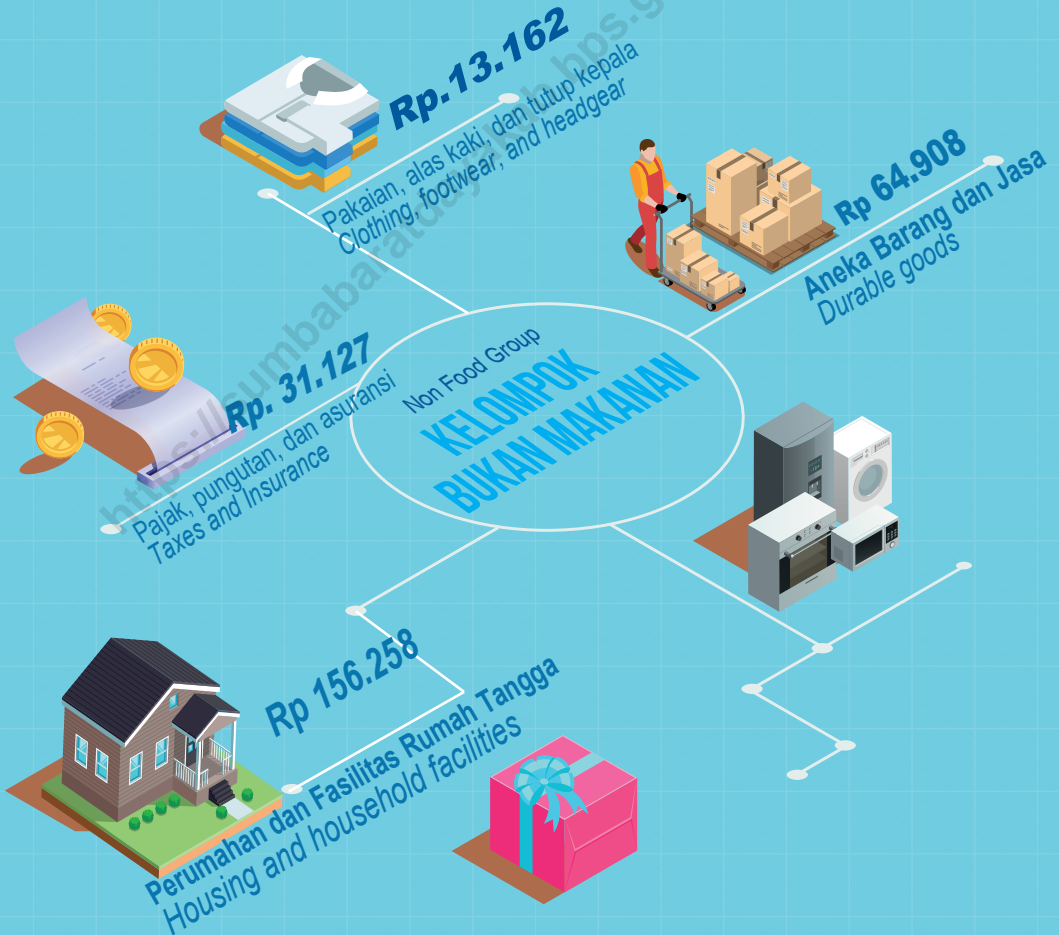 Rp.13.162
Pakaian, alas kaki, dan tutup kepala
Clothing, footwear, and headgear
Rp 64.908
Aneka Barang dan Jasa
Durable goods
Rp. 31.127
Pajak, pungutan, dan asuransi
Taxes and Insurance
Non Food Group
KELOMPOK
BUKAN MAKANAN
Rp 156.258
Perumahan dan Fasilitas Rumah Tangga
Housing and household facilities